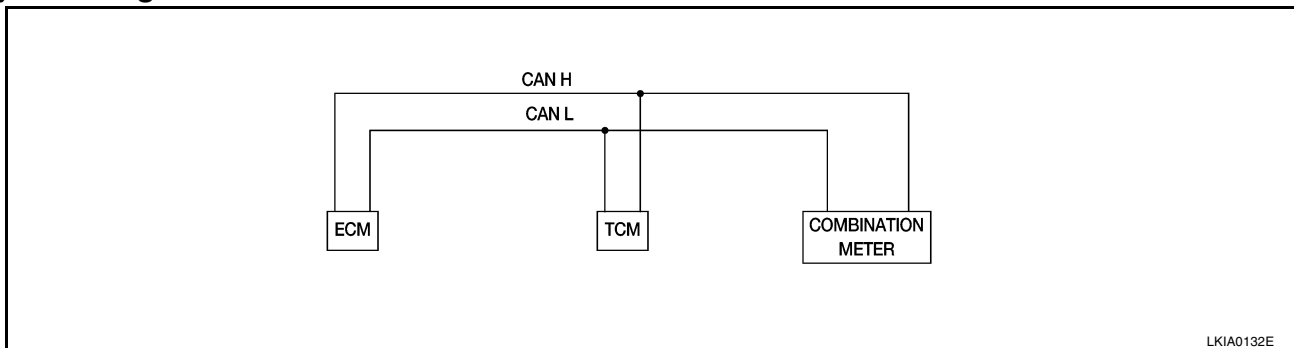 CAN H
CAN L
ECM
TCM
COMBINATION
METER
LKIA0132E